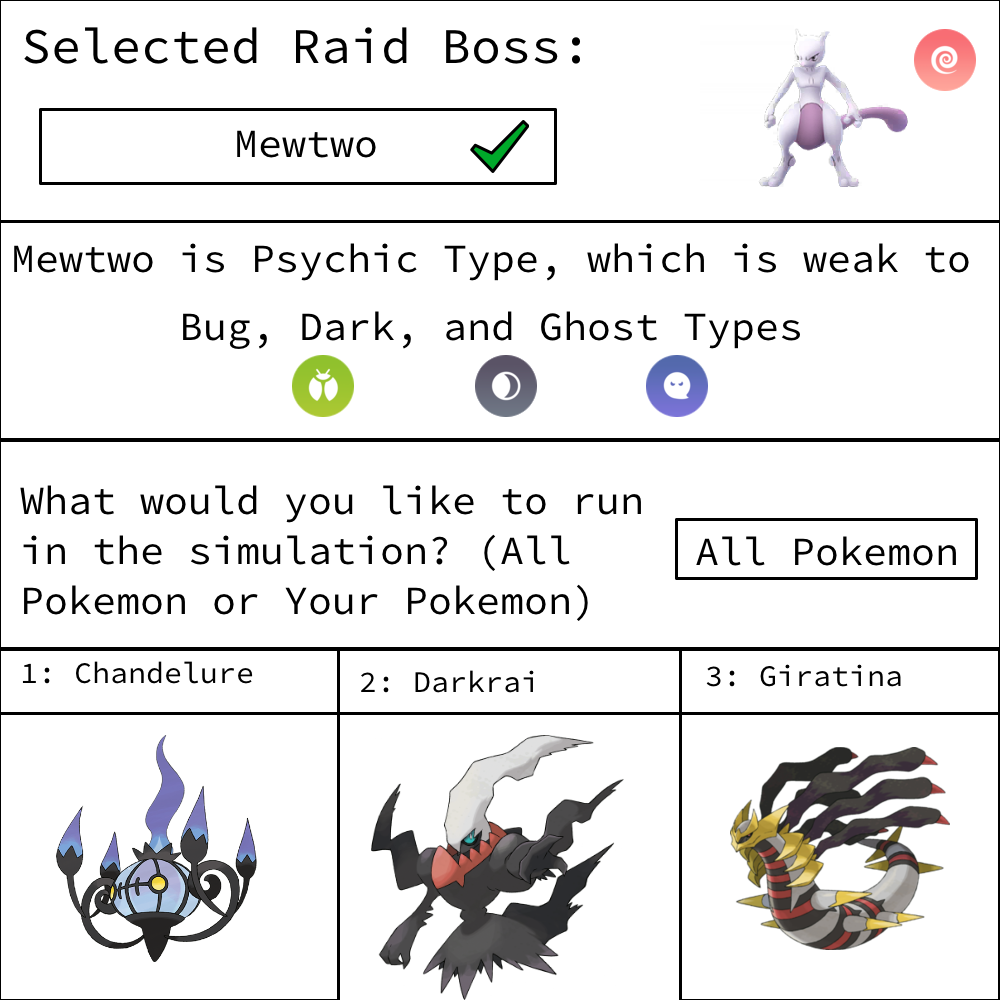 Selected Raid Boss:
Mewtwo
Mewtwo is Psychic Type, which is weak to
Bug, Dark, and Ghost Types
What would you like to run
in the simulation? (All
Pokemon or Your Pokemon)
All Pokemon
1: Chandelure
2: Darkrai
3: Giratina